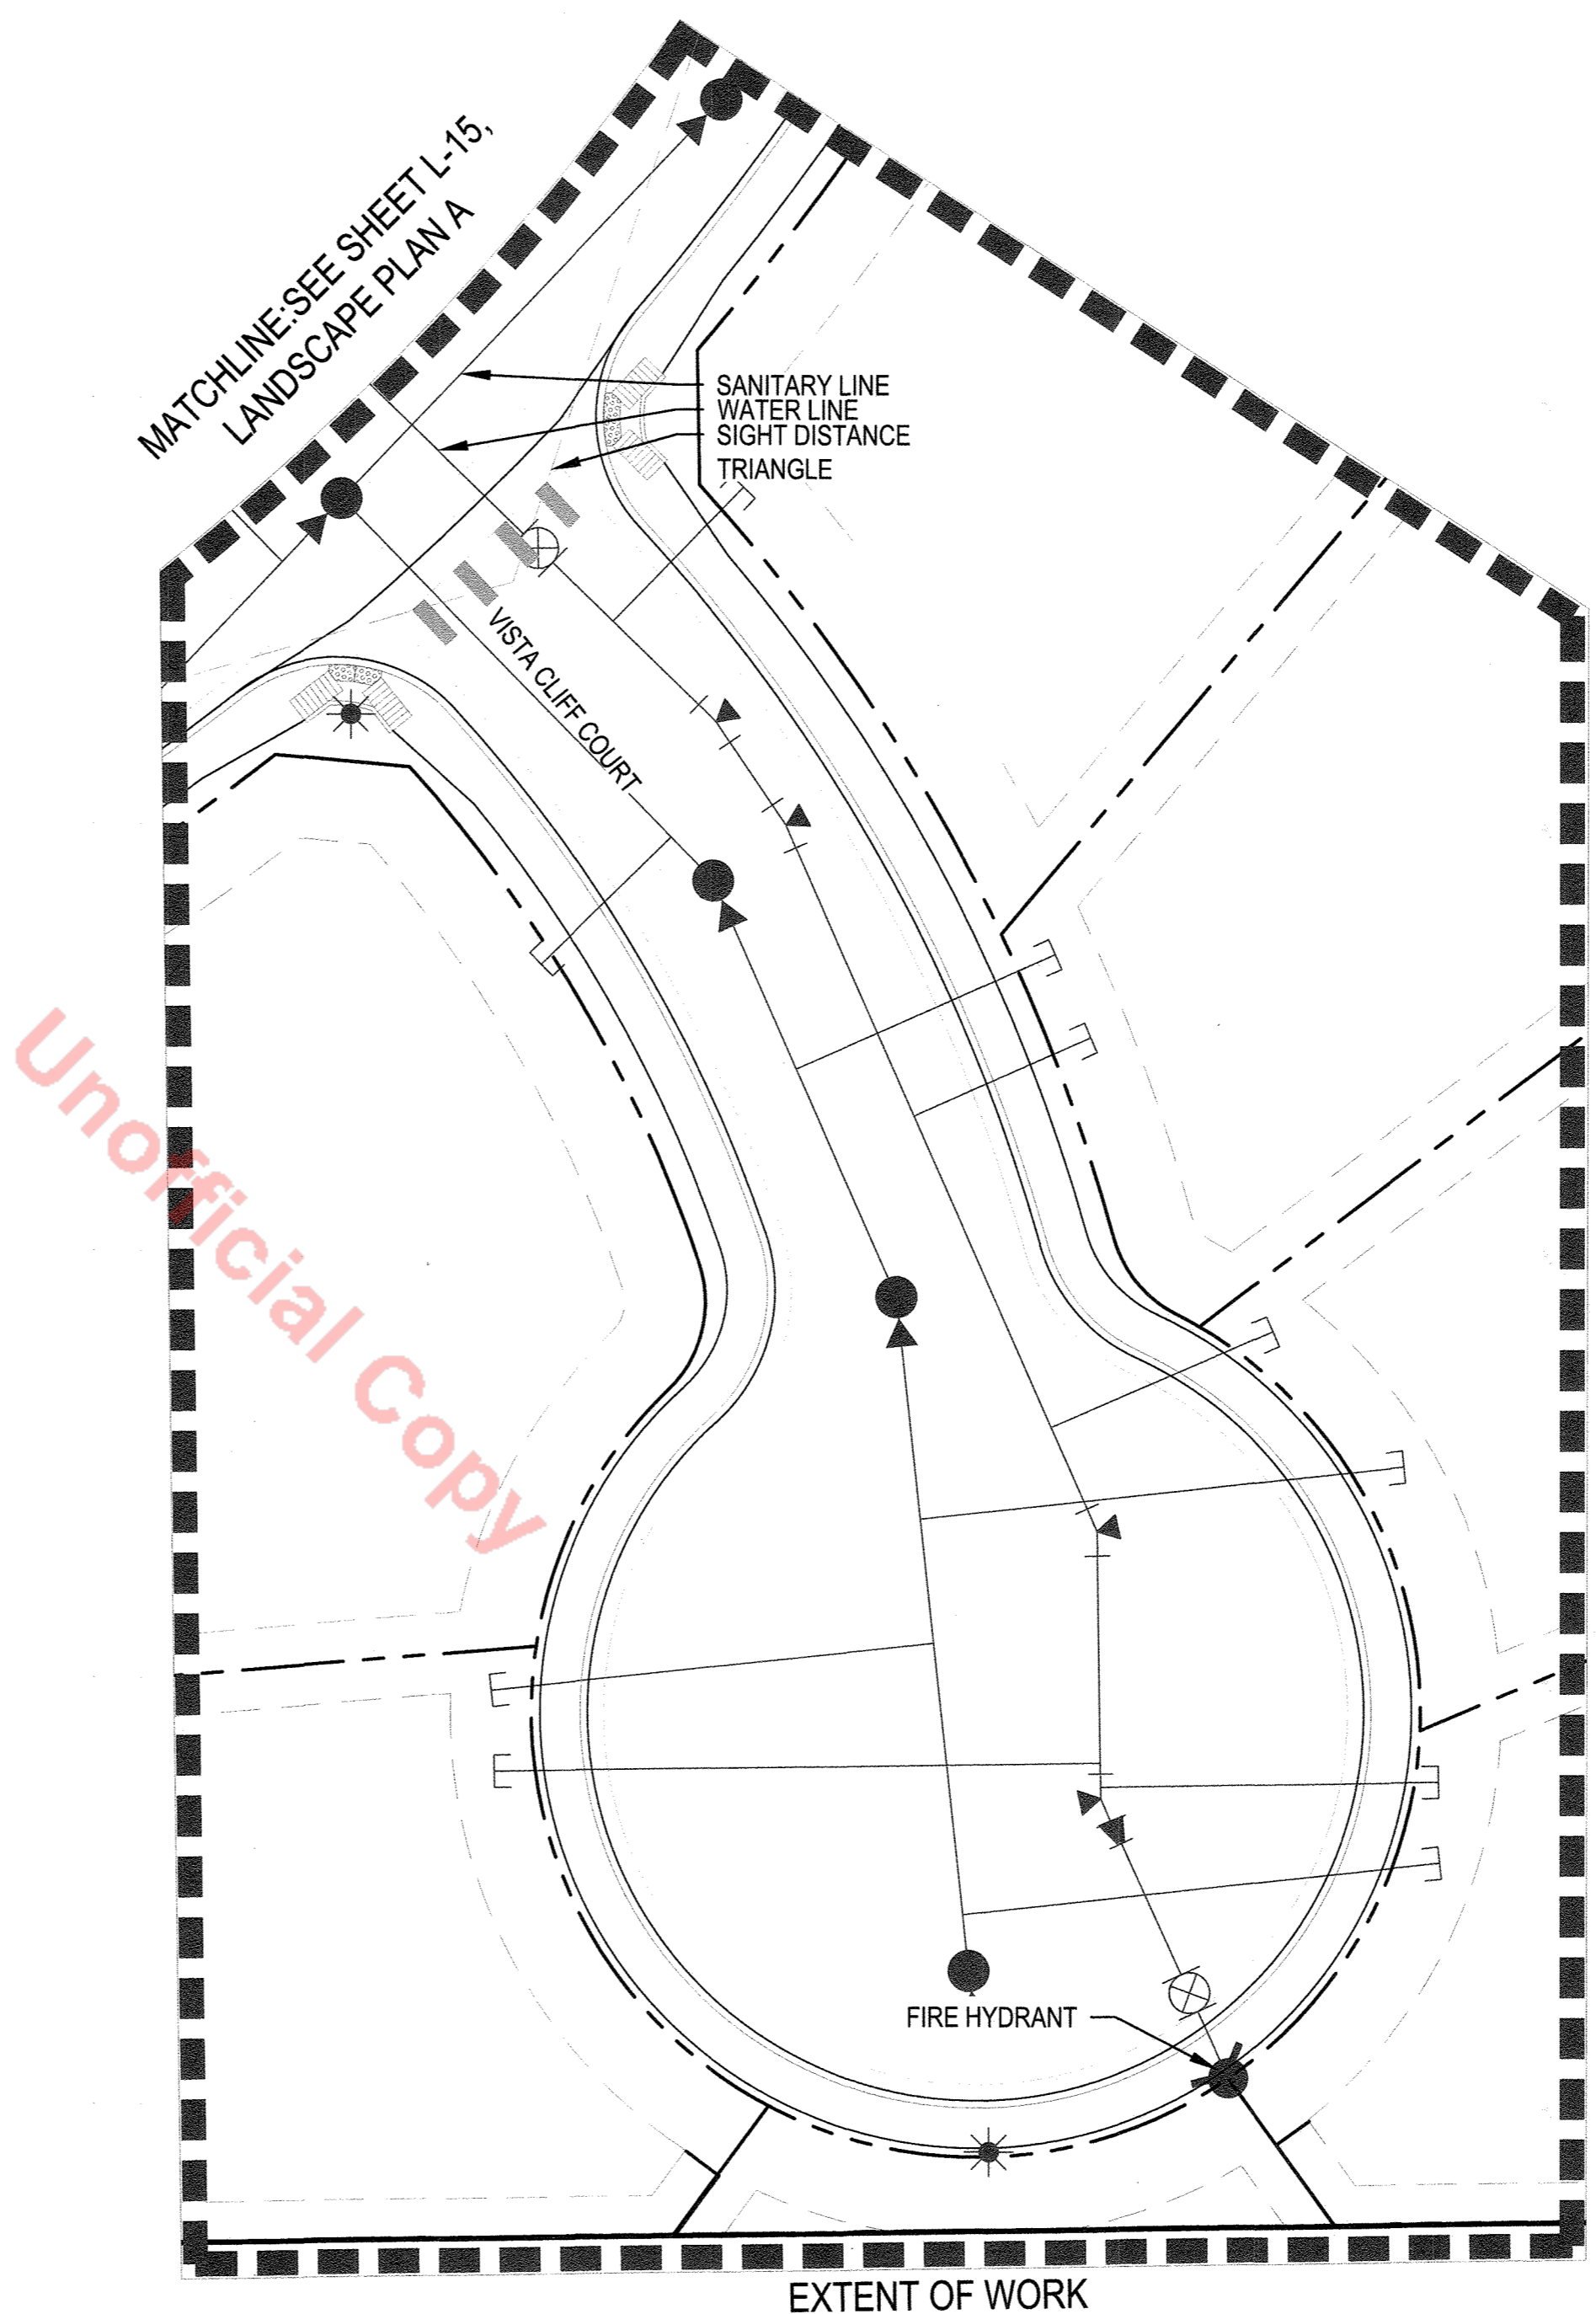 MATCHLINE:SEE SHEET L-15,
LANDSCAPE PLAN A
SANITARY LINE
WATER LINE
SIGHT DISTANCE
TRIANGLE
VISTA CLIFF COURT
Unofficial Copy
FIRE HYDRANT
EXTENT OF WORK